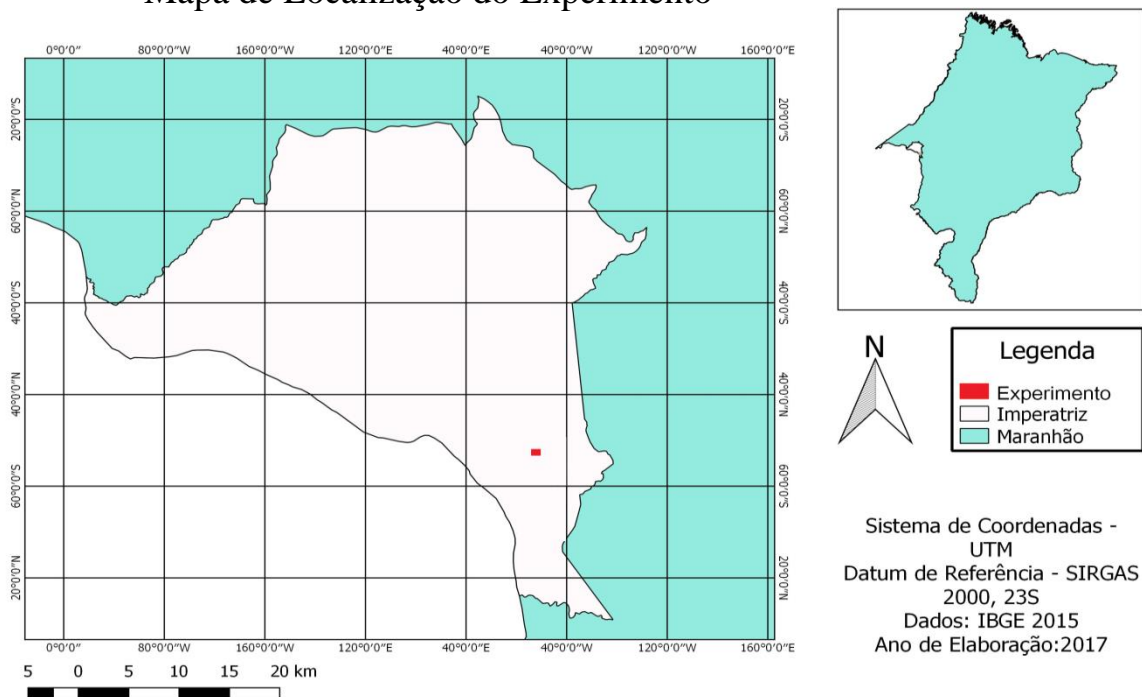 Mapa de Localização do Experimento
0°0′0″ 80°0′0″W 160°0′0″W 120°0′0″E 40°0′0″E 40°0′0″W 120°0′0″W 160°0′0″E
20°0′0″S 20°0′0″S
60°0′0″N 60°0′0″N
40°0′0″S 40°0′0″S
40°0′0″N 40°0′0″N
60°0′0″S 60°0′0″S
20°0′0″N 20°0′0″N
0°0′0″ 80°0′0″W 160°0′0″W 120°0′0″E 40°0′0″E 40°0′0″W 120°0′0″W 160°0′0″E
5 0 5 10 15 20 km
N
Legenda
Experimento
Imperatriz
Maranhão
Sistema de Coordenadas -
UTM
Datum de Referência - SIRGAS
2000, 23S
Dados: IBGE 2015
Ano de Elaboração:2017